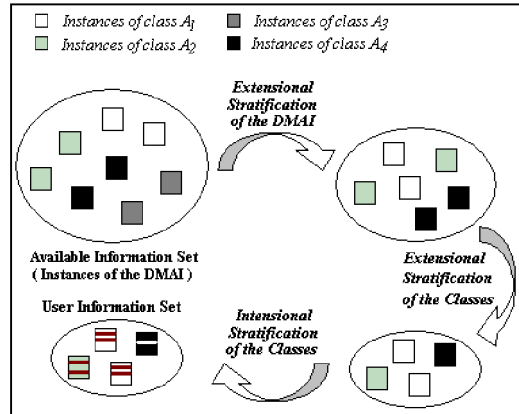 Instances of class A1
Instances of class A3
Instances of class A2
Instances of class A4
Extensional
Stratification
of the DMAI
Available Information Set
( Instances of the DMAI )
Extensional
Stratification
of the Classes
User Information Set
Intensional
Stratification
of the Classes